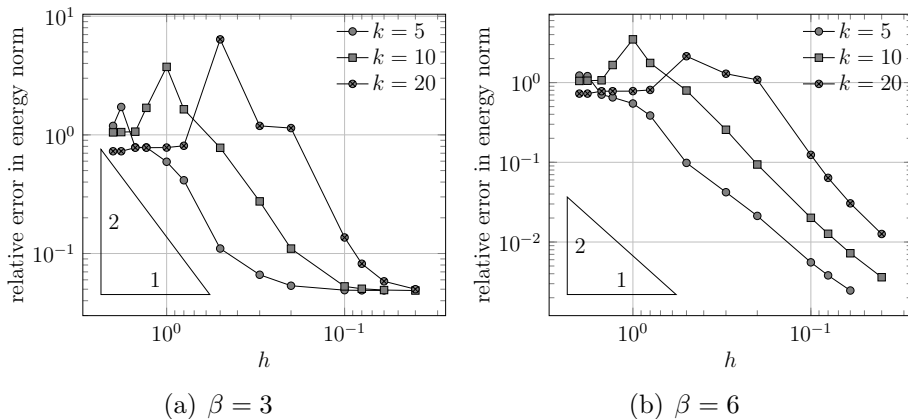 10^1
10^0
10^{-1}
relative error in energy norm
k = 5
k = 10
k = 20
2
1
10^0
10^{-1}
h
(a) β = 3
10^0
10^{-1}
10^{-2}
relative error in energy norm
k = 5
k = 10
k = 20
2
1
10^0
10^{-1}
h
(b) β = 6